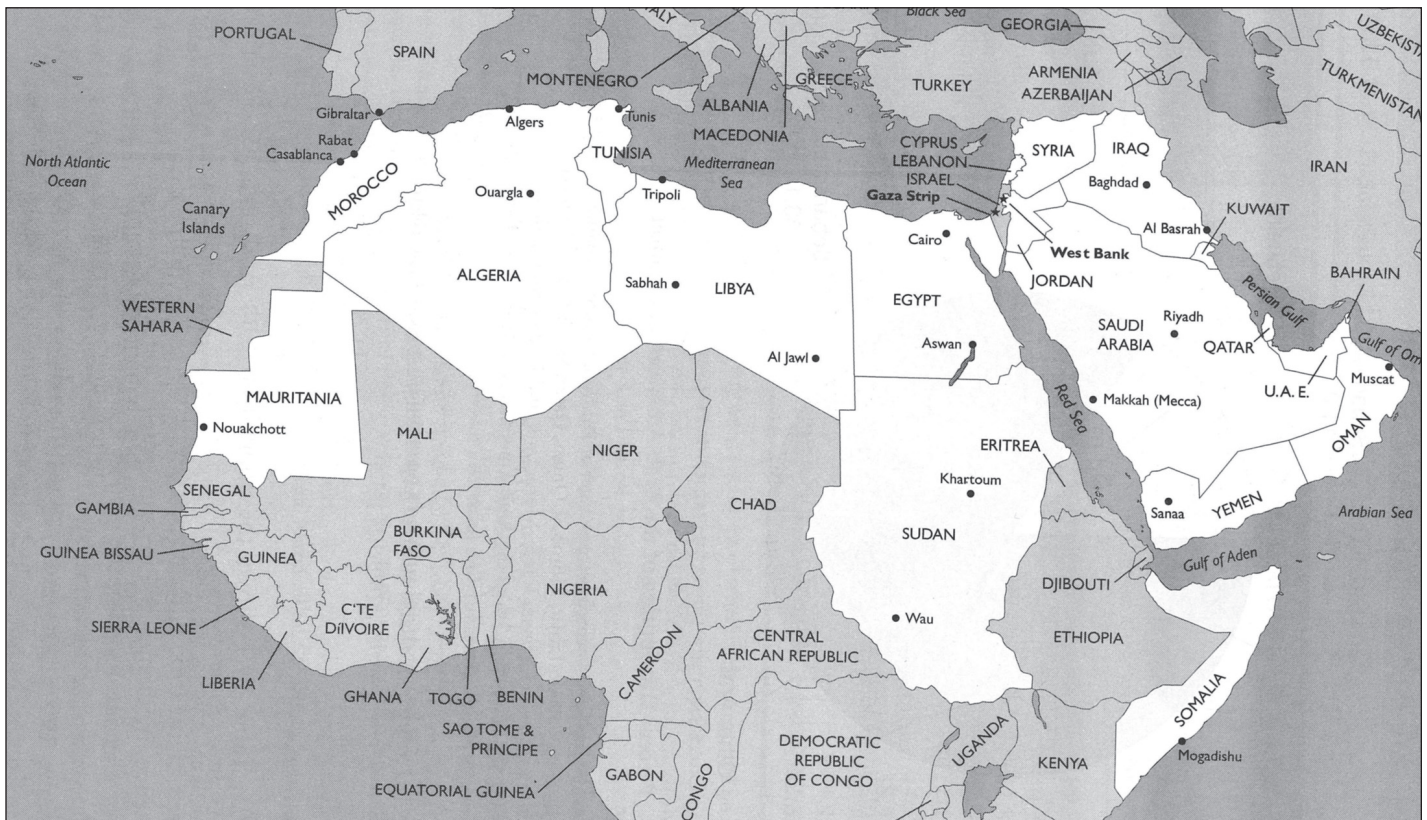 ITALY
Black Sea
GEORGIA
UZBEKISTA
PORTUGAL
SPAIN
MONTENEGRO
GREECE
TURKEY
ARMENIA
AZERBAIJAN
TURKMENISTAN
ALBANIA
MACEDONIA
Gibraltar
Algers
Tunis
Rabat
Casablanca
North Atlantic
Ocean
TUNISIA
Mediterranean
Sea
CYPRUS
LEBANON
ISRAEL
Gaza Strip
SYRIA
IRAQ
Baghdad
IRAN
MOROCCO
Ouargla
Tripoli
KUWAIT
Canary
Islands
Cairo
Al Basrah
West Bank
JORDAN
BAHRAIN
ALGERIA
Sabhah
LIBYA
EGYPT
Persian Gulf
WESTERN
SAHARA
SAUDI
ARABIA
Riyadh
QATAR
Gulf of Om
Al Jawl
Aswan
Muscat
U. A. E.
MAURITANIA
Nouakchott
MALI
NIGER
Red Sea
Makkah (Mecca)
OMAN
ERITREA
SENEGAL
CHAD
Khartoum
Sanaa
YEMEN
Arabian Sea
GAMBIA
GUINEA BISSAU
GUINEA
BURKINA
FASO
SUDAN
Gulf of Aden
NIGERIA
DJIBOUTI
SIERRA LEONE
C'TE
DiIVOIRE
Wau
ETHIOPIA
CENTRAL
AFRICAN REPUBLIC
LIBERIA
GHANA
TOGO
BENIN
CAMEROON
SOMALIA
SAO TOME &
PRINCIPE
DEMOCRATIC
REPUBLIC
OF CONGO
UGANDA
KENYA
Mogadishu
GABON
CONGO
EQUATORIAL GUINEA